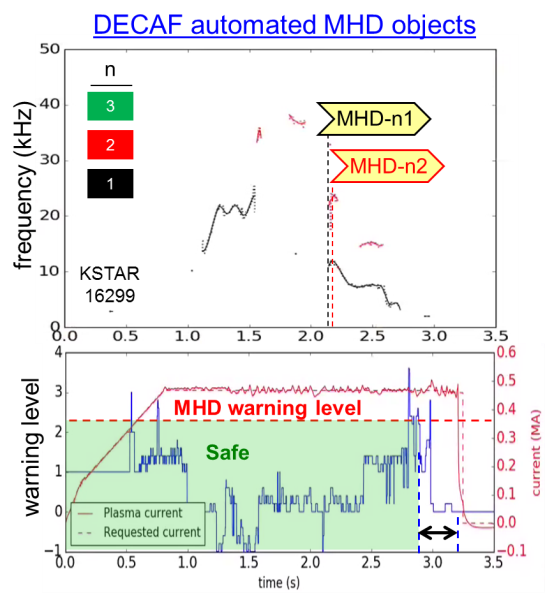 DECAF automated MHD objects
50
40
30
20
10
0
frequency (kHz)
n
3
2
1
MHD-n1
MHD-n2
KSTAR
16299
0.0 0.5 1.0 1.5 2.0 2.5 3.0 3.5
4
3
2
1
0
-1
warning level
MHD warning level
Safe
Plasma current
Requested current
0.6
0.5
0.4
0.3
0.2
0.1
0.0
-0.1
current (MA)
0.0 0.5 1.0 1.5 2.0 2.5 3.0 3.5
time (s)